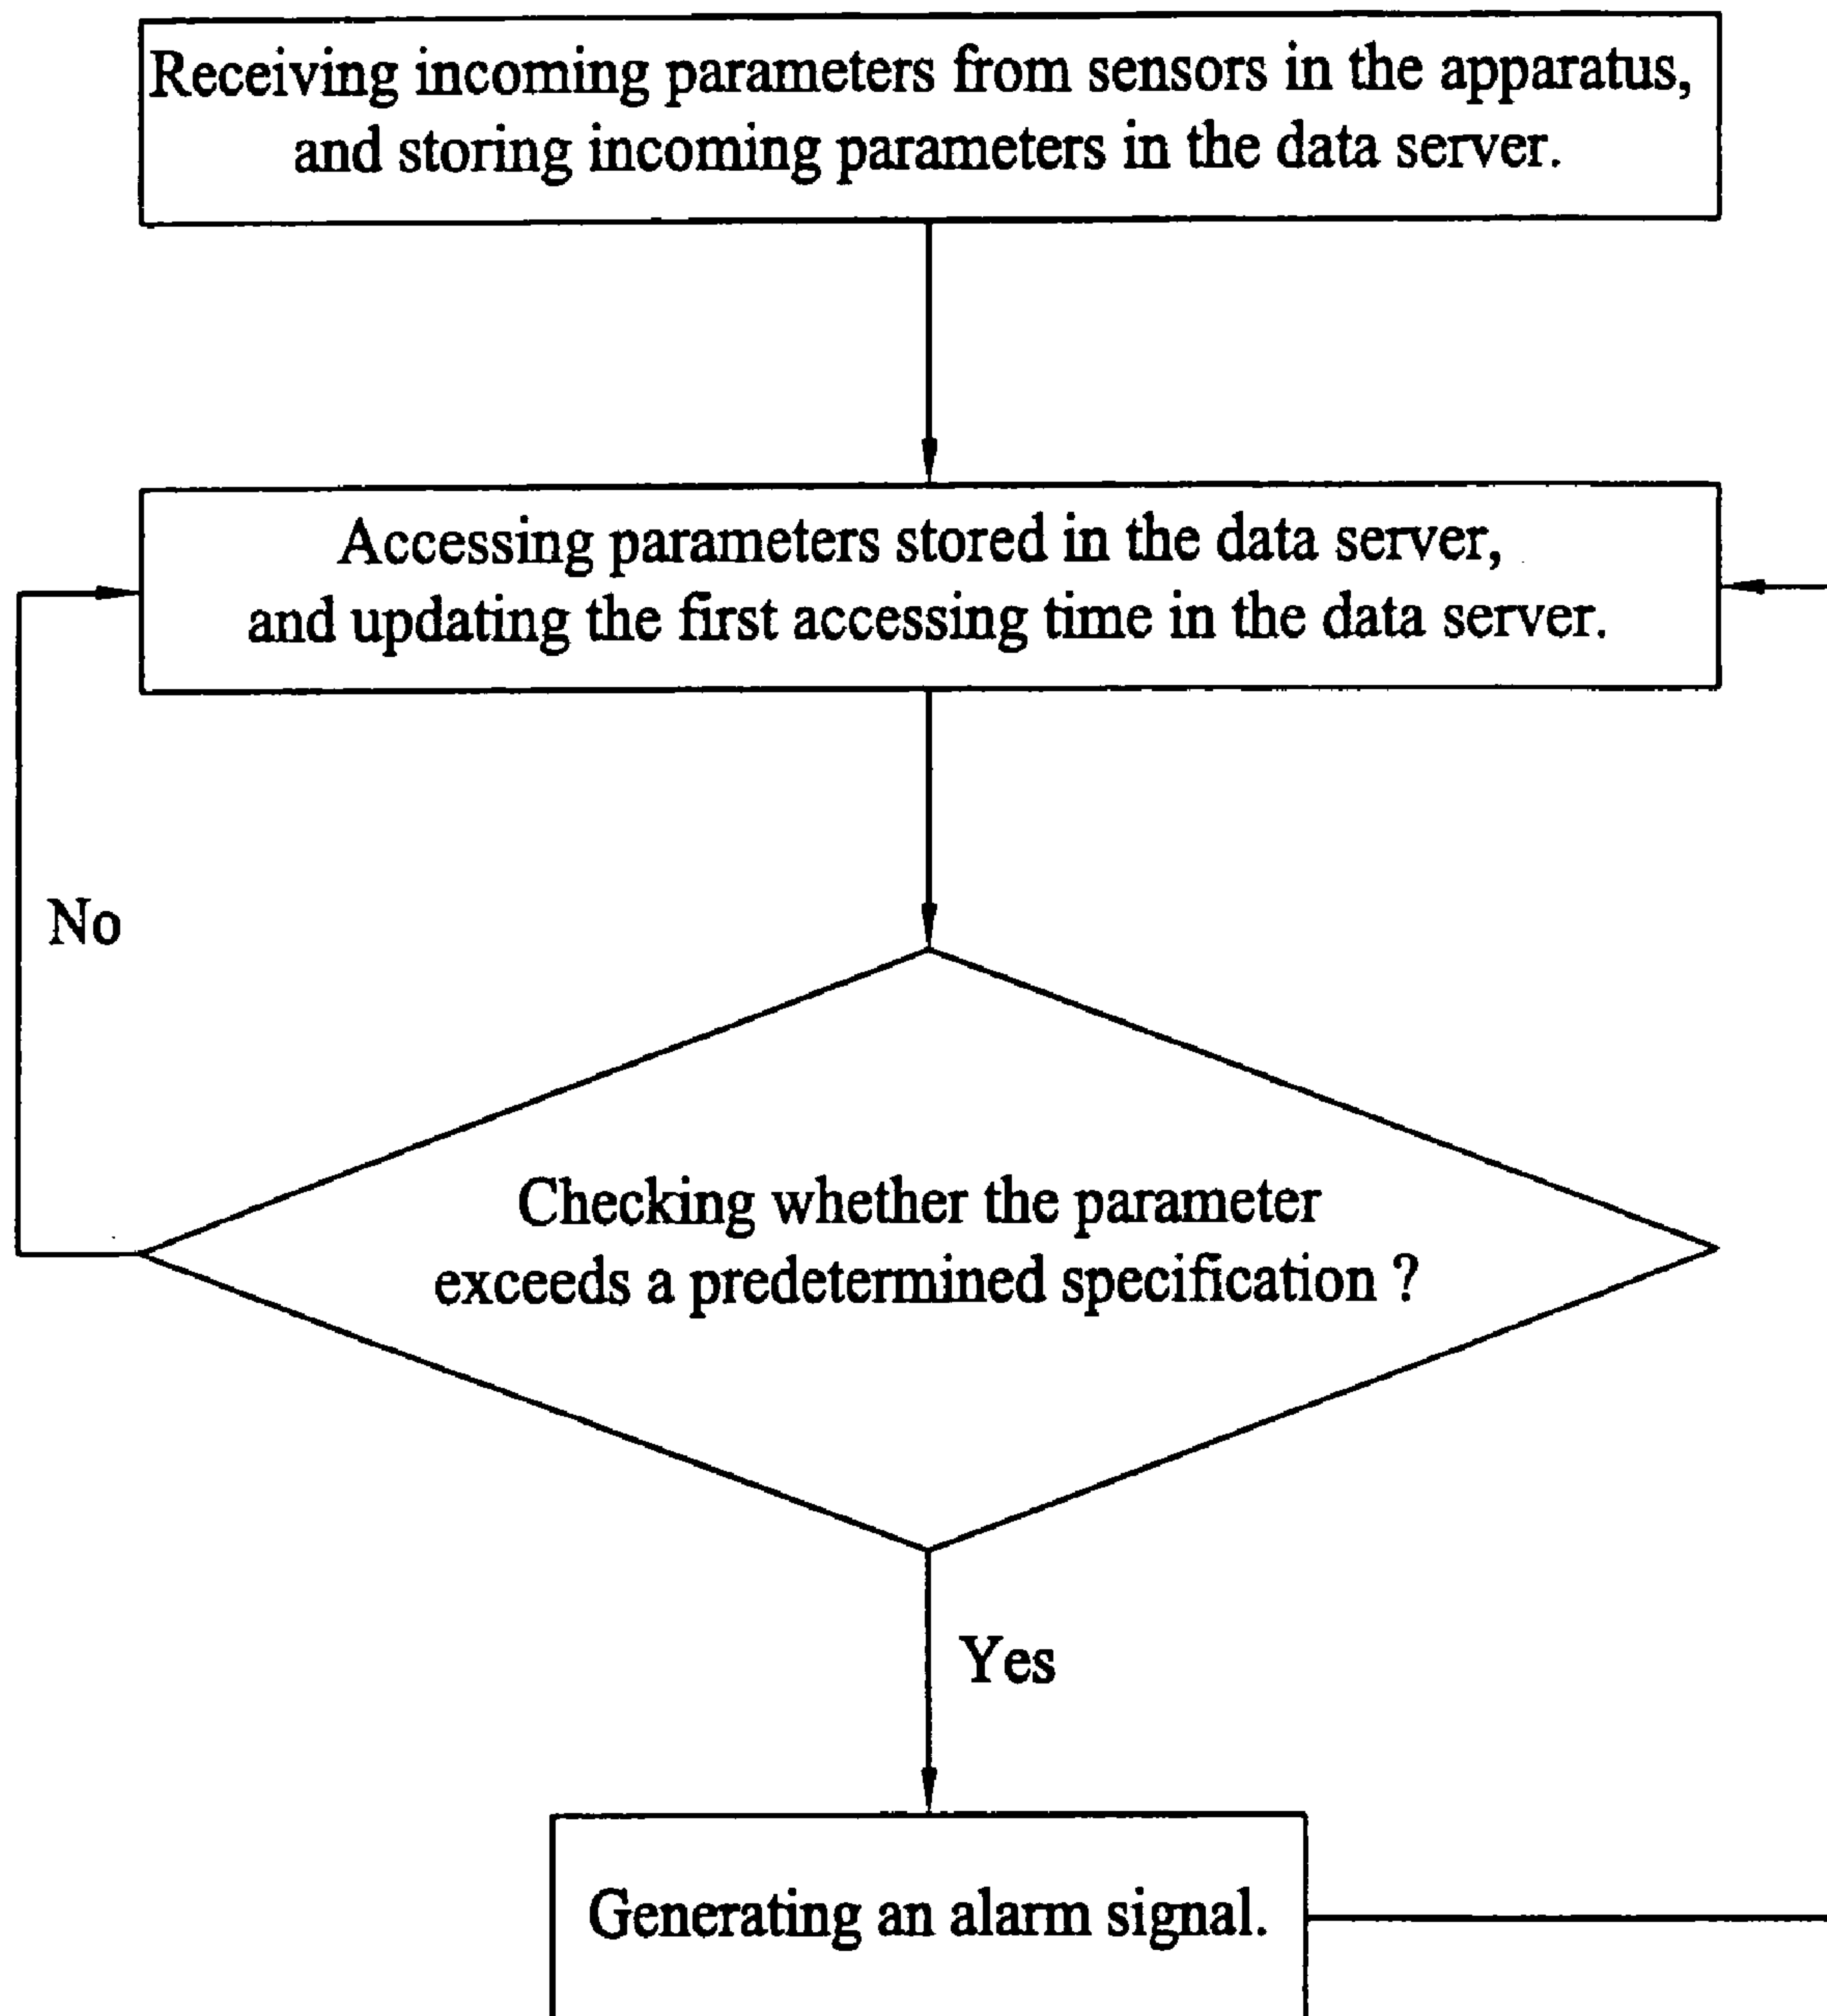 Receiving incoming parameters from sensors in the apparatus,
and storing incoming parameters in the data server.
Accessing parameters stored in the data server,
and updating the first accessing time in the data server.
No
Checking whether the parameter
exceeds a predetermined specification ?
Yes
Generating an alarm signal.